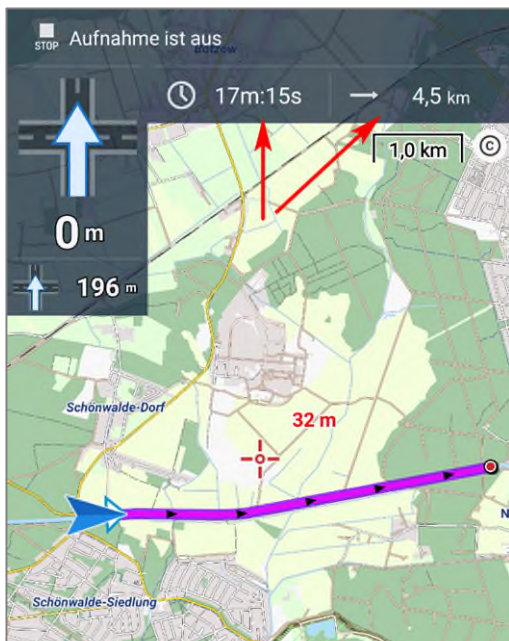 STOP Aufnahme ist aus
17m:15s → 4,5 km
1,0 km
C
0 m
196 m
Schönwalde-Dorf
32 m
N
Schönwalde-Siedlung